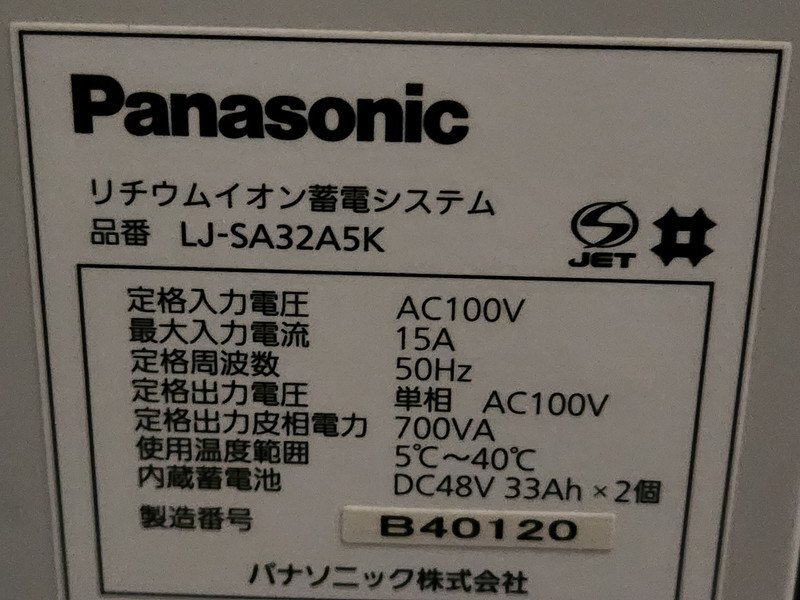 Panasonic
リチウムイオン蓄電システム
品番 LJ-SA32A5K
JET
定格入力電圧 AC100V
最大入力電流 15A
定格周波数 50Hz
定格出力電圧 単相 AC100V
定格出力皮相電力 700VA
使用温度範囲 5℃～40℃
内蔵蓄電池 DC48V 33Ah×2個
製造番号 B40120
パナソニック株式会社